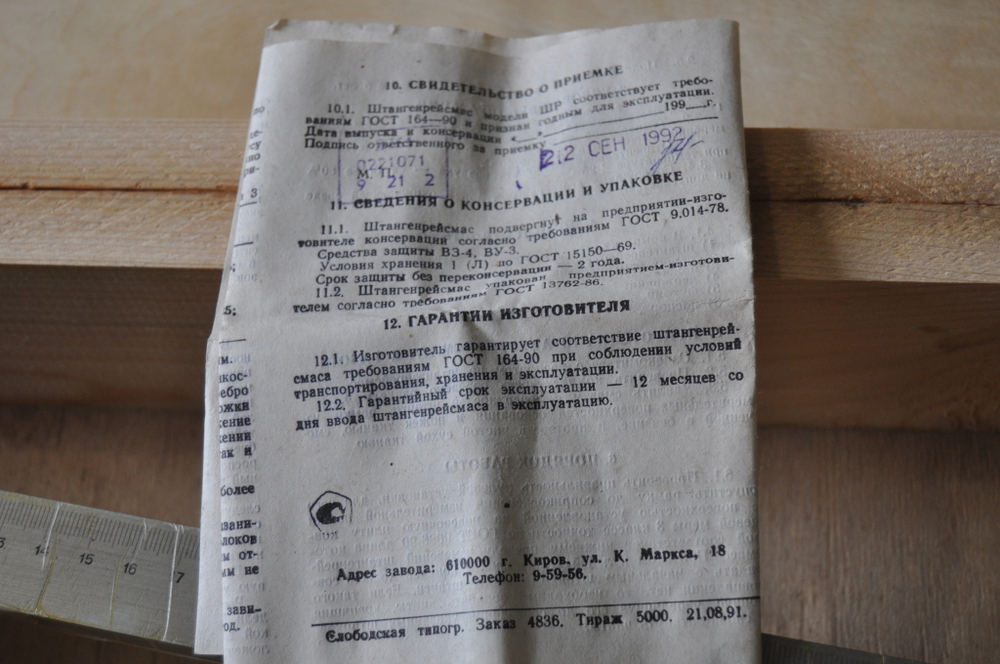 10. СВИДЕТЕЛЬСТВО О ПРИЕМКЕ
10.1. Штангенрейсмас модели ШР соответствует требо-
ваниям ГОСТ 164—90 и признан годным для эксплуатации.
Дата выпуска и консервации «__» 199__г.
Подпись ответственного за приемку
22 СЕН 1992
0221071
М. П.
9 21 2
11. СВЕДЕНИЯ О КОНСЕРВАЦИИ И УПАКОВКЕ
11.1. Штангенрейсмас подвергнут на предприятии-изго-
товителе консервации согласно требованиям ГОСТ 9.014-78.
Средства защиты ВЗ-4, ВУ-3.
Условия хранения 1 (Л) по ГОСТ 15150—69.
Срок защиты без переконсервации — 2 года.
11.2. Штангенрейсмас упакован предприятием-изготови-
телем согласно требованиям ГОСТ 13762-86.
12. ГАРАНТИИ ИЗГОТОВИТЕЛЯ
12.1. Изготовитель гарантирует соответствие штангенрей-
смаса требованиям ГОСТ 164-90 при соблюдении условий
транспортирования, хранения и эксплуатации.
12.2. Гарантийный срок эксплуатации — 12 месяцев со
дня ввода штангенрейсмаса в эксплуатацию.
Адрес завода: 610000 г. Киров, ул. К. Маркса, 18
Телефон: 9-59-56.
Слободская типогр. Заказ 4836. Тираж 5000. 21,08,91.
более
14 15 16